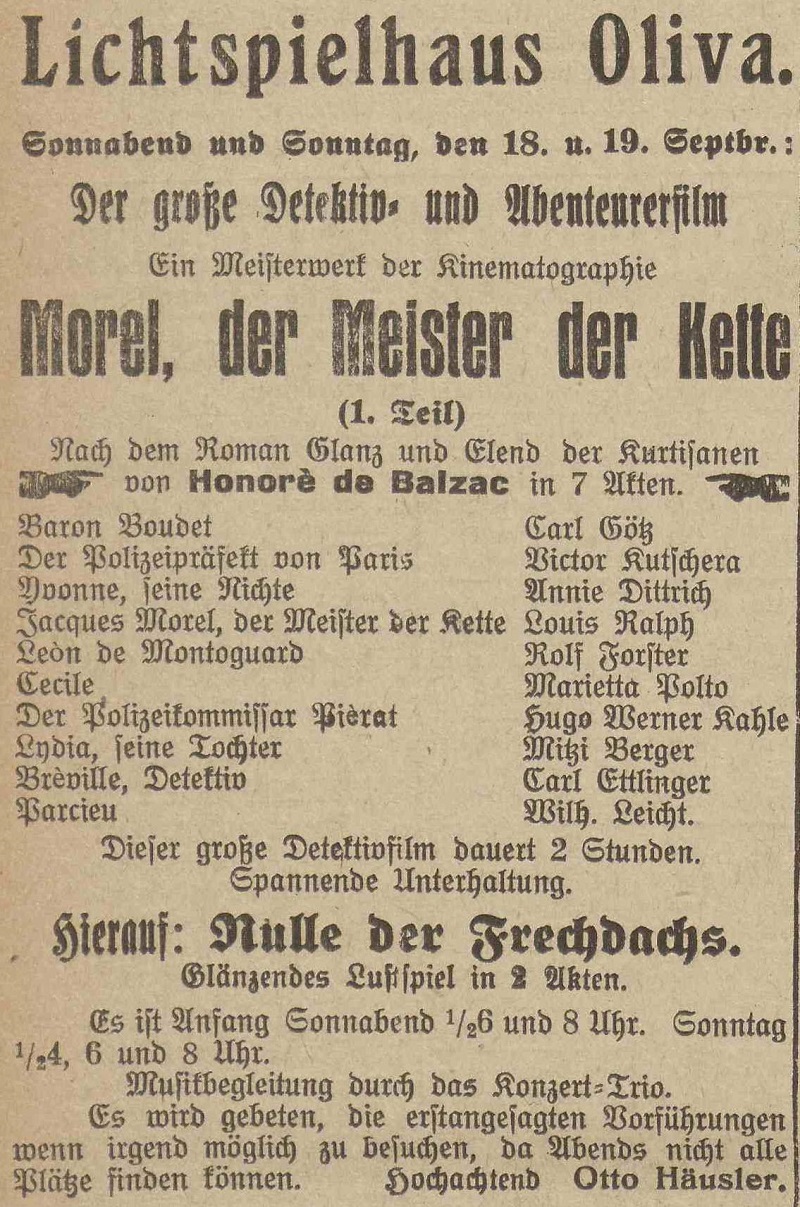 Lichtspielhaus Oliva.
Sonnabend und Sonntag, den 18. u. 19. Septbr.:
Der große Detektiv- und Abenteurerfilm
Ein Meisterwerk der Kinematographie
Morel, der Meister der Kette
(1. Teil)
Nach dem Roman Glanz und Elend der Kurtisanen
von Honorè de Balzac in 7 Akten.
Baron Boudet Carl Götz
Der Polizeipräfekt von Paris Victor Kutschera
Yvonne, seine Nichte Annie Dittrich
Jacques Morel, der Meister der Kette Louis Ralph
Leòn de Montoguard Rolf Forster
Cecile Marietta Polto
Der Polizeikommissar Pièrat Hugo Werner Kahle
Lydia, seine Tochter Mitzi Berger
Brèville, Detektiv Carl Ettlinger
Parcieu Wilh. Leicht.
Dieser große Detektivfilm dauert 2 Stunden.
Spannende Unterhaltung.
Hierauf: Nulle der Frechdachs.
Glänzendes Lustspiel in 2 Akten.
Es ist Anfang Sonnabend 1/26 und 8 Uhr. Sonntag
1/24, 6 und 8 Uhr.
Musikbegleitung durch das Konzert-Trio.
Es wird gebeten, die erstangesagten Vorführungen
wenn irgend möglich zu besuchen, da Abends nicht alle
Plätze finden können. Hochachtend Otto Häusler.